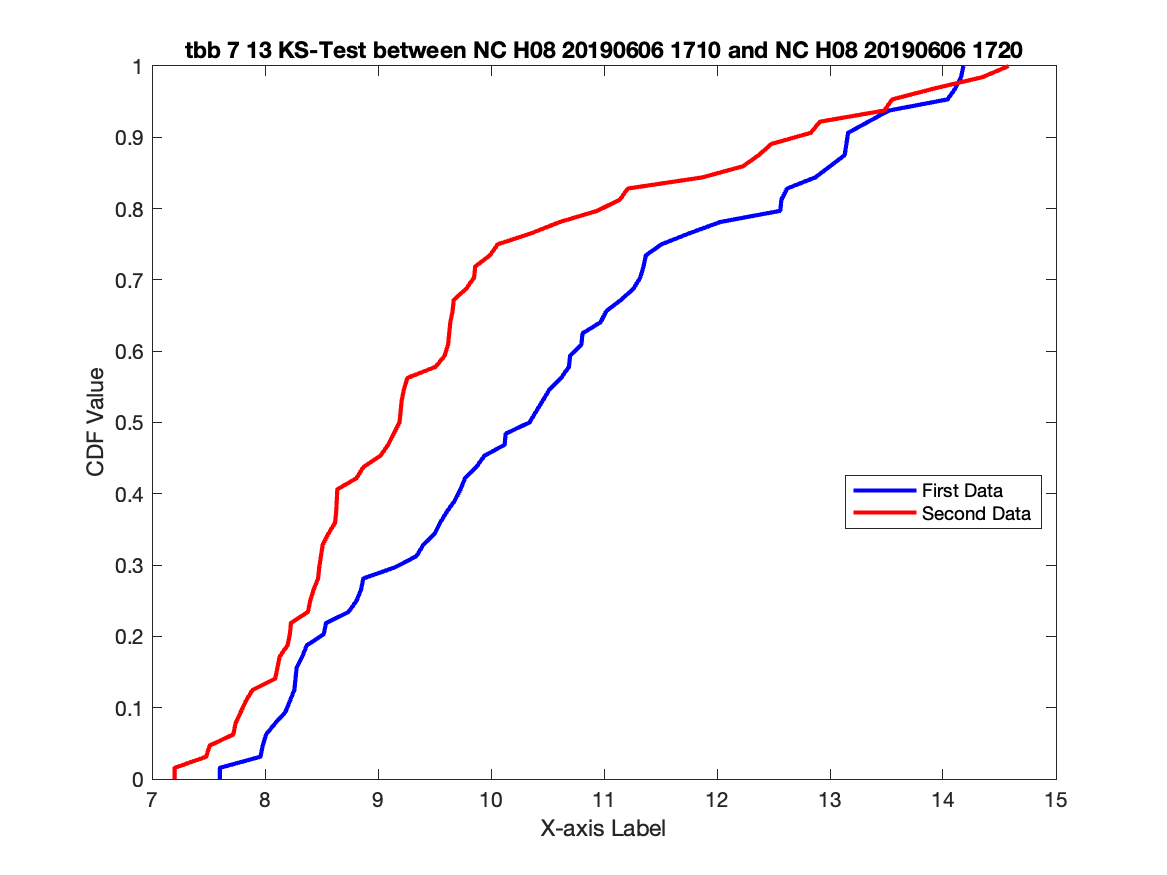 tbb 7 13 KS-Test between NC H08 20190606 1710 and NC H08 20190606 1720
1
0.9
0.8
0.7
0.6
0.5
0.4
0.3
0.2
0.1
0
CDF Value
First Data
Second Data
7 8 9 10 11 12 13 14 15
X-axis Label